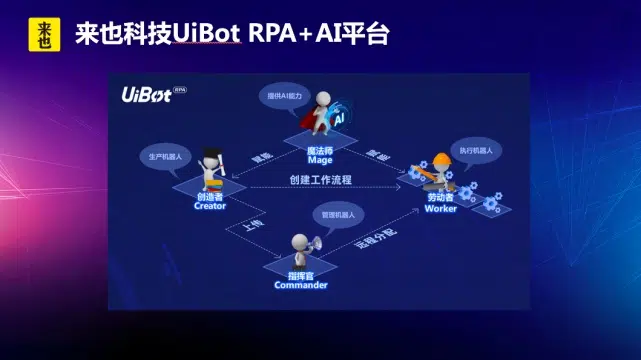 来也
来也科技UiBot RPA+AI平台
UiBot RPA
提供AI能力
AI
魔法师
Mage
生产机器人
执行机器人
赋能
赋能
创建工作流程
创造者
Creator
劳动者
Worker
管理机器人
上传
远程分配
指挥官
Commander